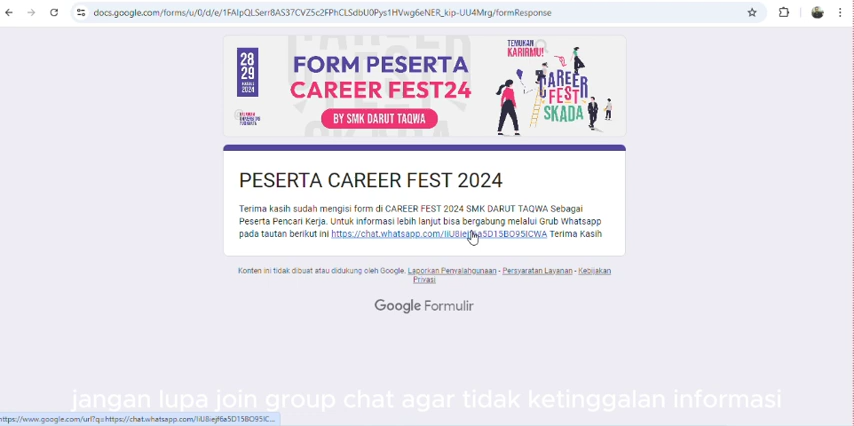 docs.google.com/forms/u/0/d/e/1FAIpQLSerr8AS37CVZ5c2FPhCLSdbU0Pys1HVwg6eNER_kip-UU4Mrg/formResponse
28
29
2024
FORM PESERTA
CAREER FEST24
BY SMK DARUT TAQWA
TEMUKAN
KARIRMU!
CAREER
FEST
SKADA
PESERTA CAREER FEST 2024
Terima kasih sudah mengisi form di CAREER FEST 2024 SMK DARUT TAQWA Sebagai
Peserta Pencari Kerja. Untuk informasi lebih lanjut bisa bergabung melalui Grub Whatsapp
pada tautan berikut ini https://chat.whatsapp.com/IiU8iejf6a5D15BO95ICWA Terima Kasih
Konten ini tidak dibuat atau didukung oleh Google. Laporkan Penyalahgunaan - Persyaratan Layanan - Kebijakan
Privasi
Google Formulir
jangan lupa join group chat agar tidak ketinggalan informasi
https://www.google.com/url?q=https://chat.whatsapp.com/IiU8iejf6a5D15BO95IC...